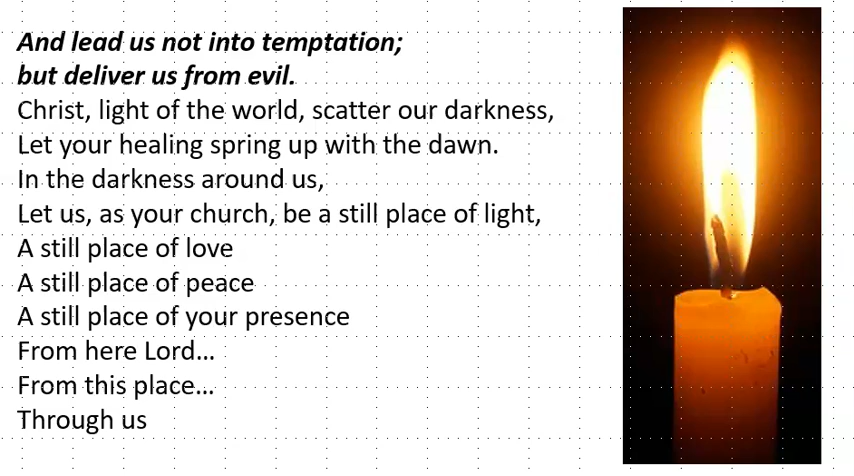 And lead us not into temptation;
but deliver us from evil.
Christ, light of the world, scatter our darkness,
Let your healing spring up with the dawn.
In the darkness around us,
Let us, as your church, be a still place of light,
A still place of love
A still place of peace
A still place of your presence
From here Lord...
From this place...
Through us